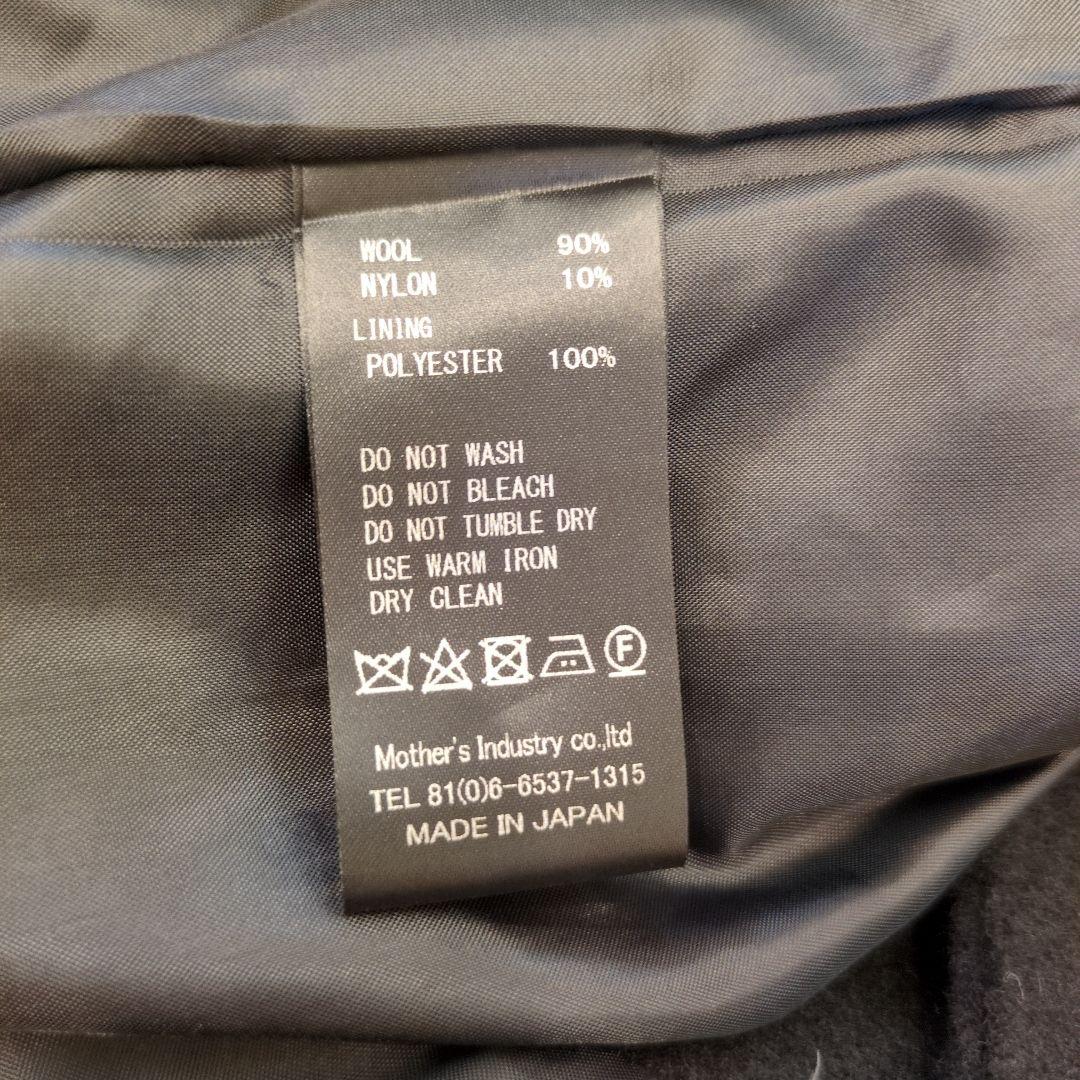 WOOL 90%
NYLON 10%
LINING
POLYESTER 100%
DO NOT WASH
DO NOT BLEACH
DO NOT TUMBLE DRY
USE WARM IRON
DRY CLEAN
F
Mother's Industry co.,ltd
TEL 81(0)6-6537-1315
MADE IN JAPAN